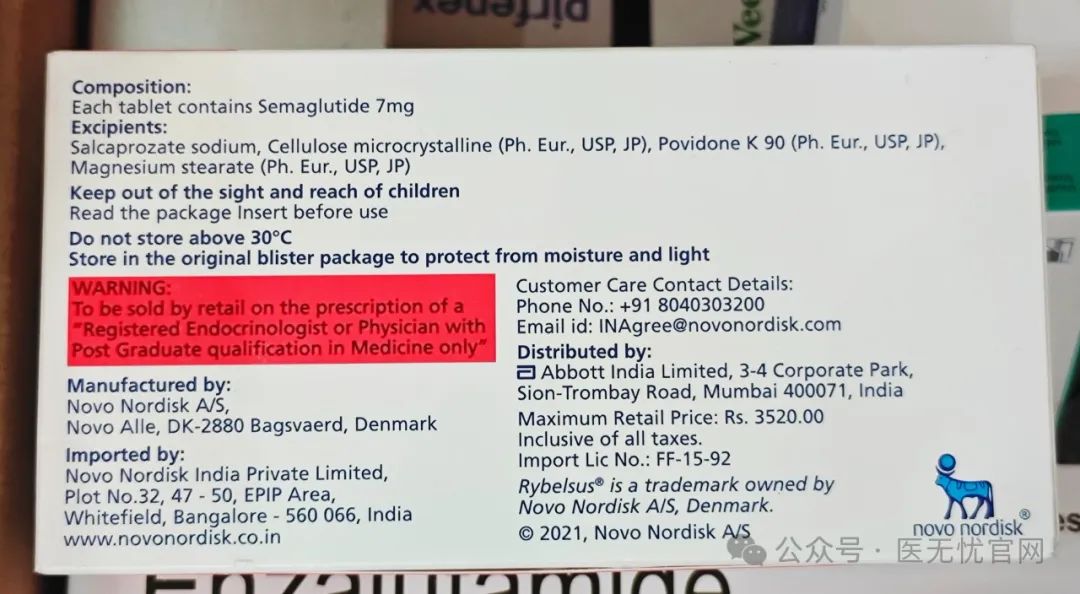 pirfenex
Composition:
Each tablet contains Semaglutide 7mg
Excipients:
Salcaprozate sodium, Cellulose microcrystalline (Ph. Eur., USP, JP), Povidone K 90 (Ph. Eur., USP, JP),
Magnesium stearate (Ph. Eur., USP, JP)
Keep out of the sight and reach of children
Read the package Insert before use
Do not store above 30°C
Store in the original blister package to protect from moisture and light
WARNING:
To be sold by retail on the prescription of a
"Registered Endocrinologist or Physician with
Post Graduate qualification in Medicine only"
Manufactured by:
Novo Nordisk A/S,
Novo Alle, DK-2880 Bagsvaerd, Denmark
Imported by:
Novo Nordisk India Private Limited,
Plot No.32, 47 - 50, EPIP Area,
Whitefield, Bangalore - 560 066, India
www.novonordisk.co.in
Customer Care Contact Details:
Phone No.: +91 8040303200
Email id: INAgree@novonordisk.com
Distributed by:
Abbott India Limited, 3-4 Corporate Park,
Sion-Trombay Road, Mumbai 400071, India
Maximum Retail Price: Rs. 3520.00
Inclusive of all taxes.
Import Lic No.: FF-15-92
Rybelsus® is a trademark owned by
Novo Nordisk A/S, Denmark.
© 2021, Novo Nordisk A/S
novo nordisk®
公众号 · 医无忧官网
Enzalutamide